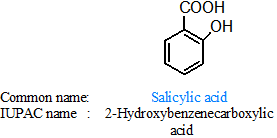 COOH
OH
Common name: Salicylic acid
IUPAC name : 2-Hydroxybenzenecarboxylic
acid